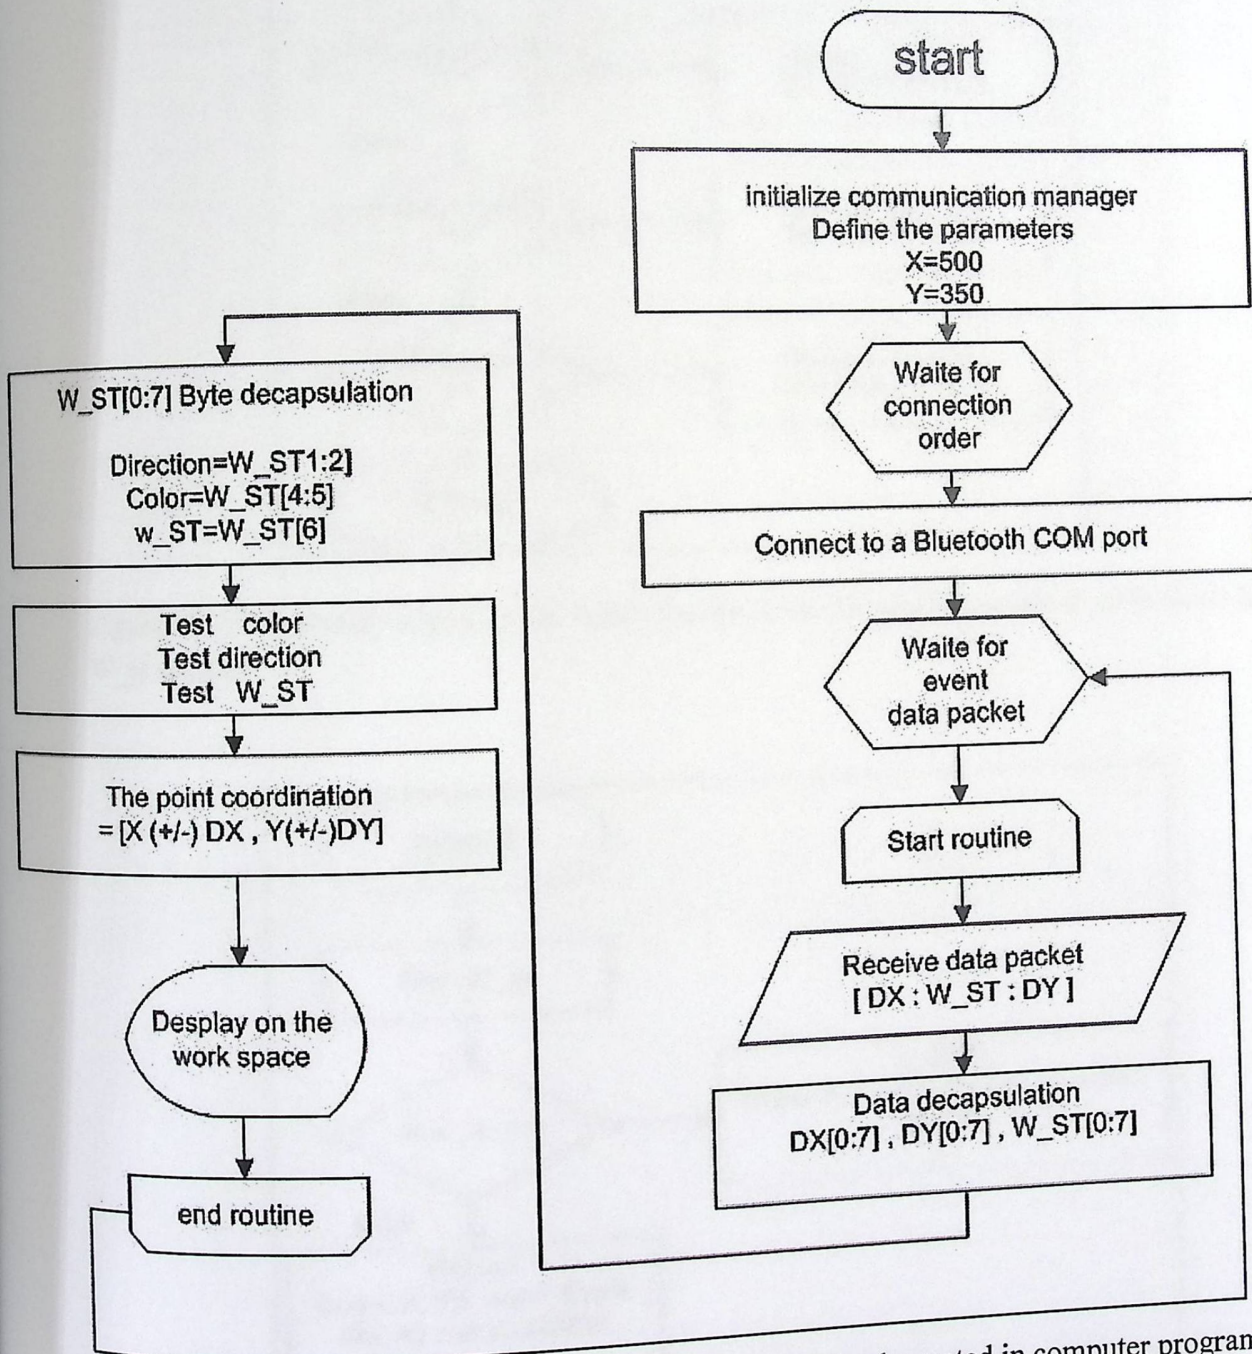 start
initialize communication manager
Define the parameters
X=500
Y=350
Waite for
connection
order
Connect to a Bluetooth COM port
Waite for
event
data packet
Start routine
Receive data packet
[ DX : W_ST : DY ]
Data decapsulation
DX[0:7] , DY[0:7] , W_ST[0:7]
W_ST[0:7] Byte decapsulation
Direction=W_ST1:2]
Color=W_ST[4:5]
w_ST=W_ST[6]
Test color
Test direction
Test W_ST
The point coordination
= [X (+/-) DX , Y(+/-)DY]
Desplay on the
work space
end routine
in computer program